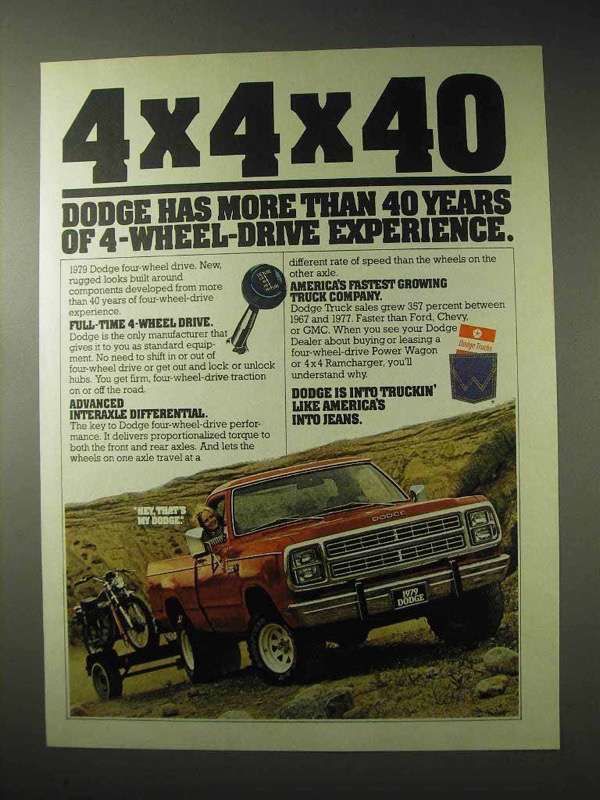 4x4x40
DODGE HAS MORE THAN 40 YEARS
OF 4-WHEEL-DRIVE EXPERIENCE.
1979 Dodge four-wheel drive. New,
rugged looks built around
components developed from more
than 40 years of four-wheel-drive
experience.
FULL-TIME 4-WHEEL DRIVE.
Dodge is the only manufacturer that
gives it to you as standard equip-
ment. No need to shift in or out of
four-wheel drive or get out and lock or unlock
hubs. You get firm, four-wheel-drive traction
on or off the road.
ADVANCED
INTERAXLE DIFFERENTIAL.
The key to Dodge four-wheel-drive perfor-
mance. It delivers proportionalized torque to
both the front and rear axles. And lets the
wheels on one axle travel at a
different rate of speed than the wheels on the
other axle.
AMERICA'S FASTEST GROWING
TRUCK COMPANY.
Dodge Truck sales grew 357 percent between
1967 and 1977. Faster than Ford, Chevy,
or GMC. When you see your Dodge
Dealer about buying or leasing a
four-wheel-drive Power Wagon
or 4x4 Ramcharger, you'll
understand why.
Dodge Trucks
DODGE IS INTO TRUCKIN'
LIKE AMERICA'S
INTO JEANS.
"HEY, THAT'S
MY DODGE."
DODGE
1979
DODGE